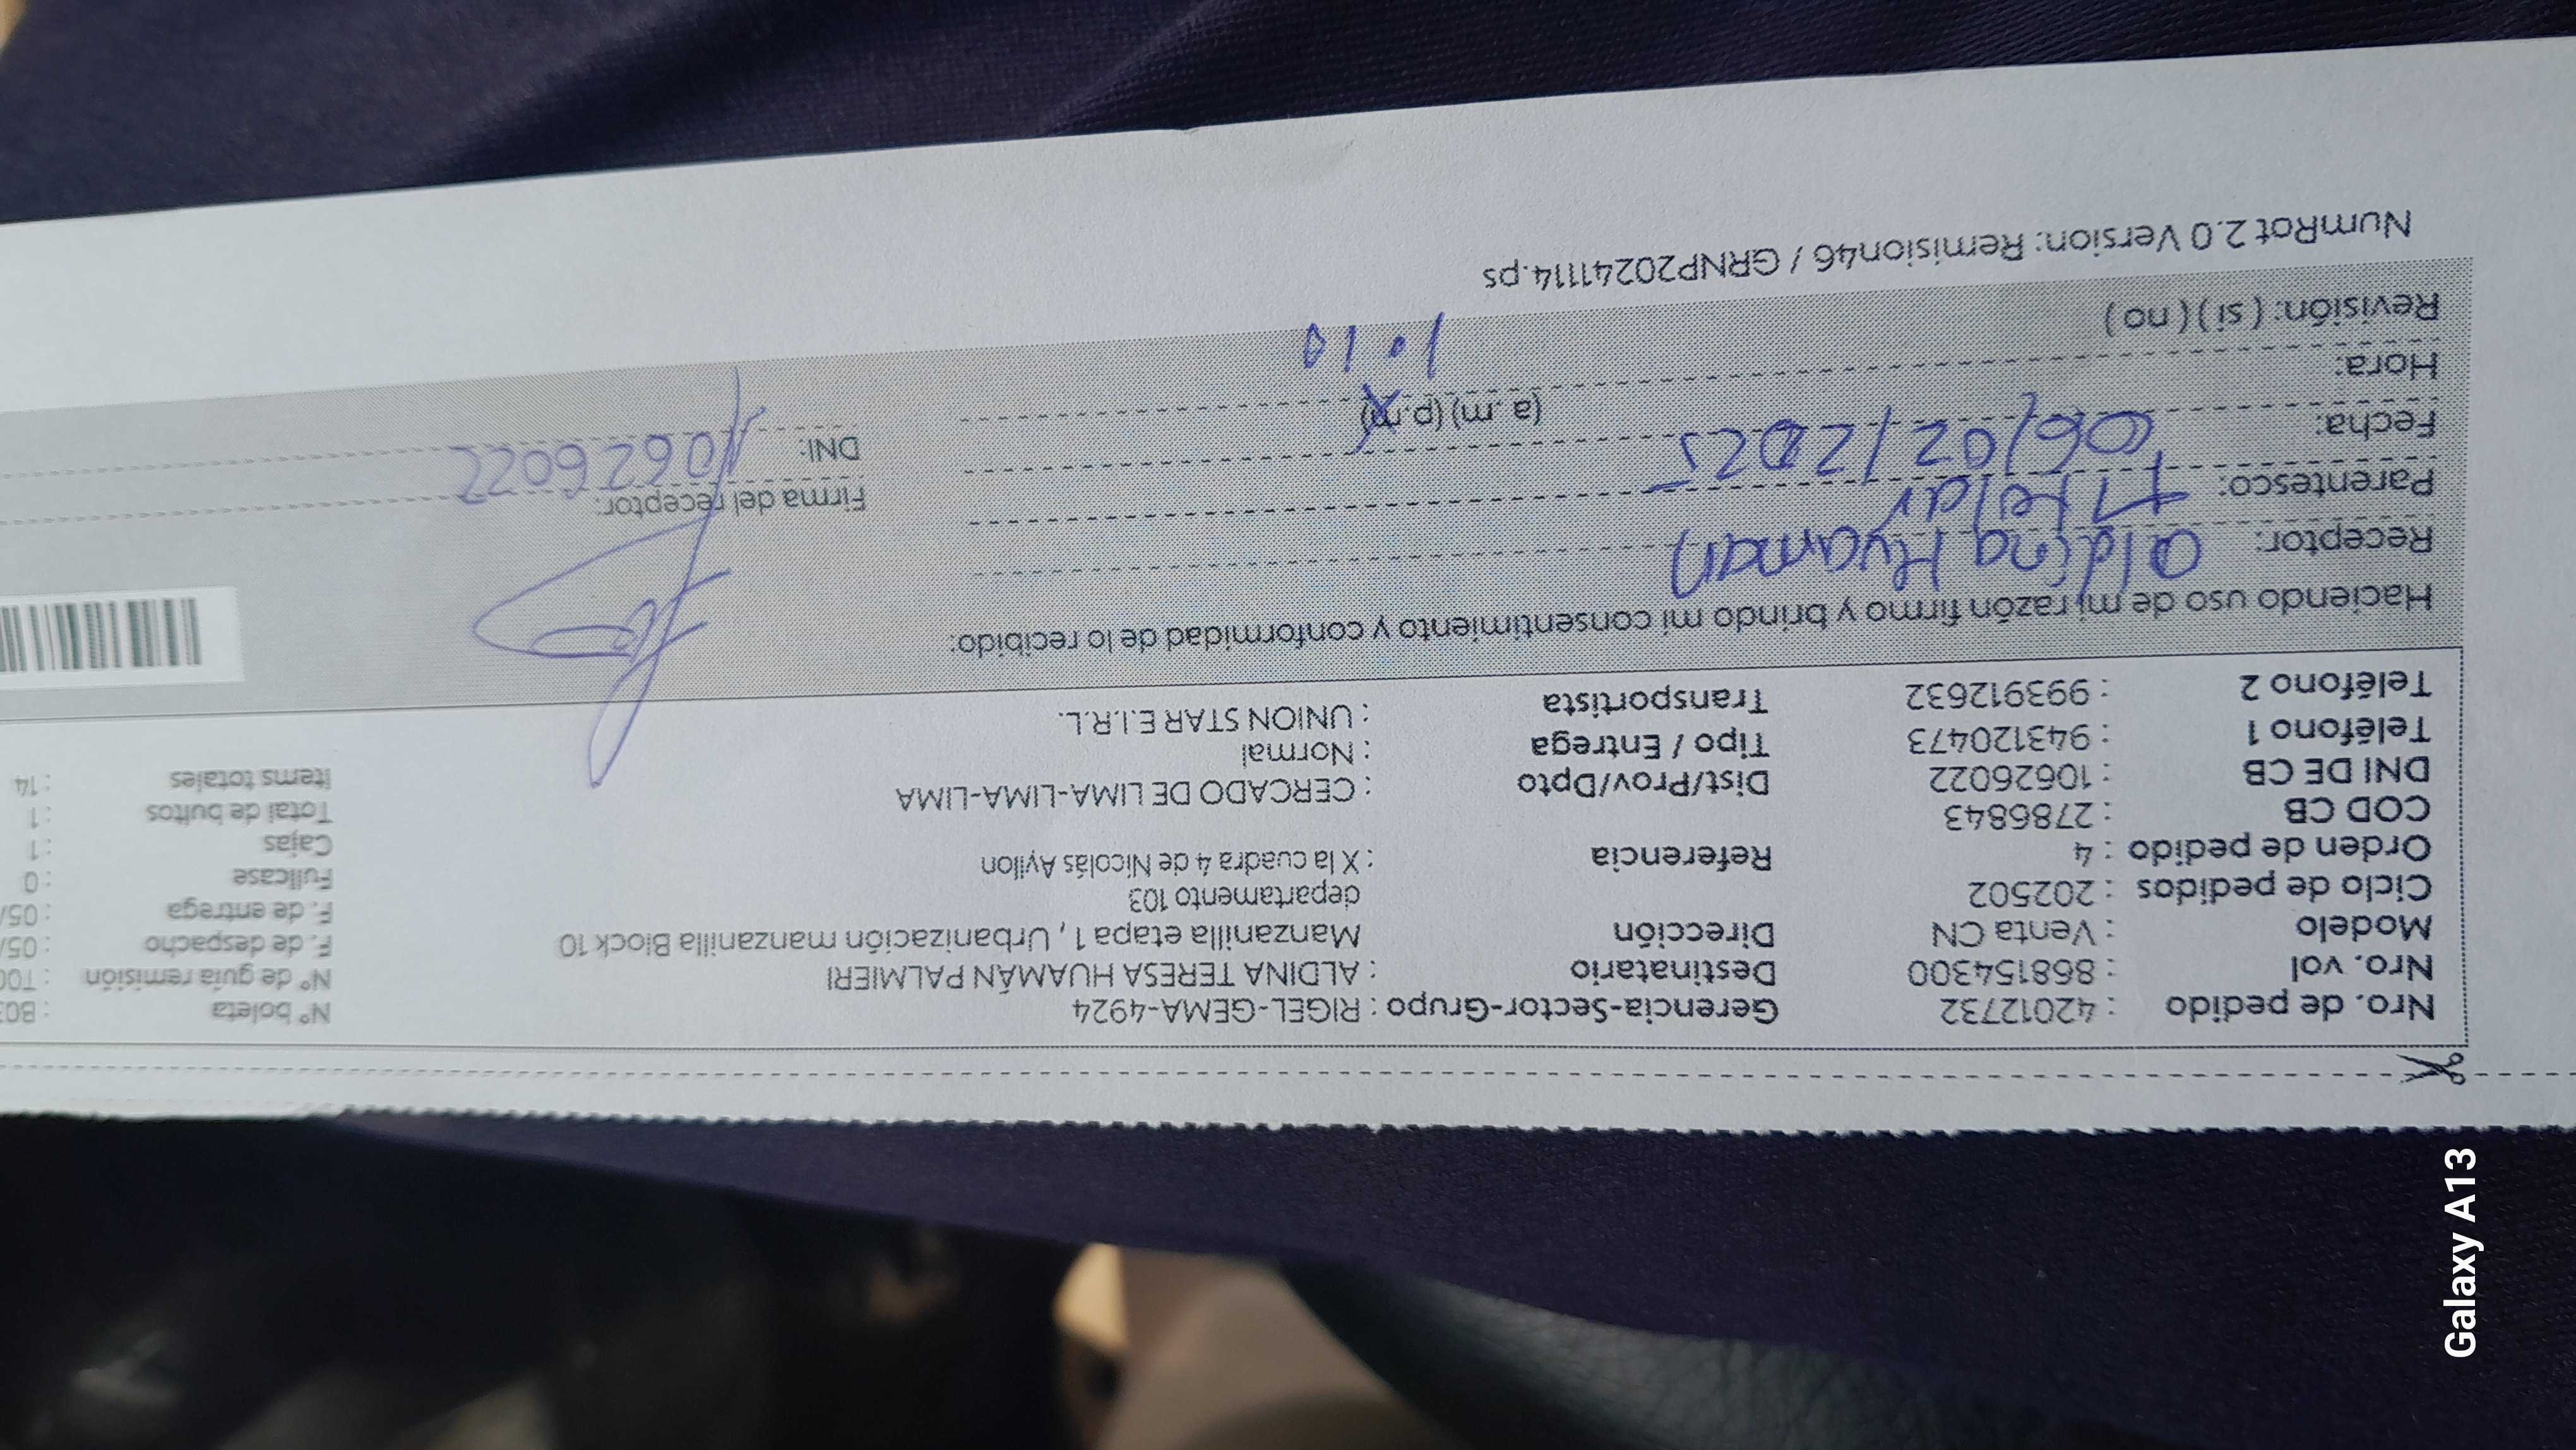 Nro. de pedido : 42012732 Gerencia-Sector-Grupo : RIGEL-GEMA-4924 N° boleta : B03
Nro. vol : 868154300 Destinatario : ALDINA TERESA HUAMÁN PALMIERI N° de guía remisión : T00
Modelo : Venta CN Dirección Manzanilla etapa 1 , Urbanización manzanilla Block 10 F. de despacho : 05/
Ciclo de pedidos : 202502 departamento 103 F. de entrega : 05/
Orden de pedido : 4 Referencia : X la cuadra 4 de Nicolás Ayllon Fullcase : 0
COD CB : 2786843 Cajas : 1
DNI DE CB : 10626022 Dist/Prov/Dpto : CERCADO DE LIMA-LIMA-LIMA Total de bultos : 1
Teléfono 1 : 943120473 Tipo / Entrega : Normal Items totales : 14
Teléfono 2 : 993912632 Transportista : UNION STAR E.I.R.L.
Haciendo uso de mi razón firmo y brindo mi consentimiento y conformidad de lo recibido:
Receptor: aldina Huaman
Parentesco: Titular Firma del receptor:
Fecha: 06/02/2025 DNI: 10626022
Hora: 1.10 (a.m) (p.m)
Revisión: ( si ) ( no )
NumRot 2.0 Version: Remision46 / GRNP20241114.ps
Galaxy A13